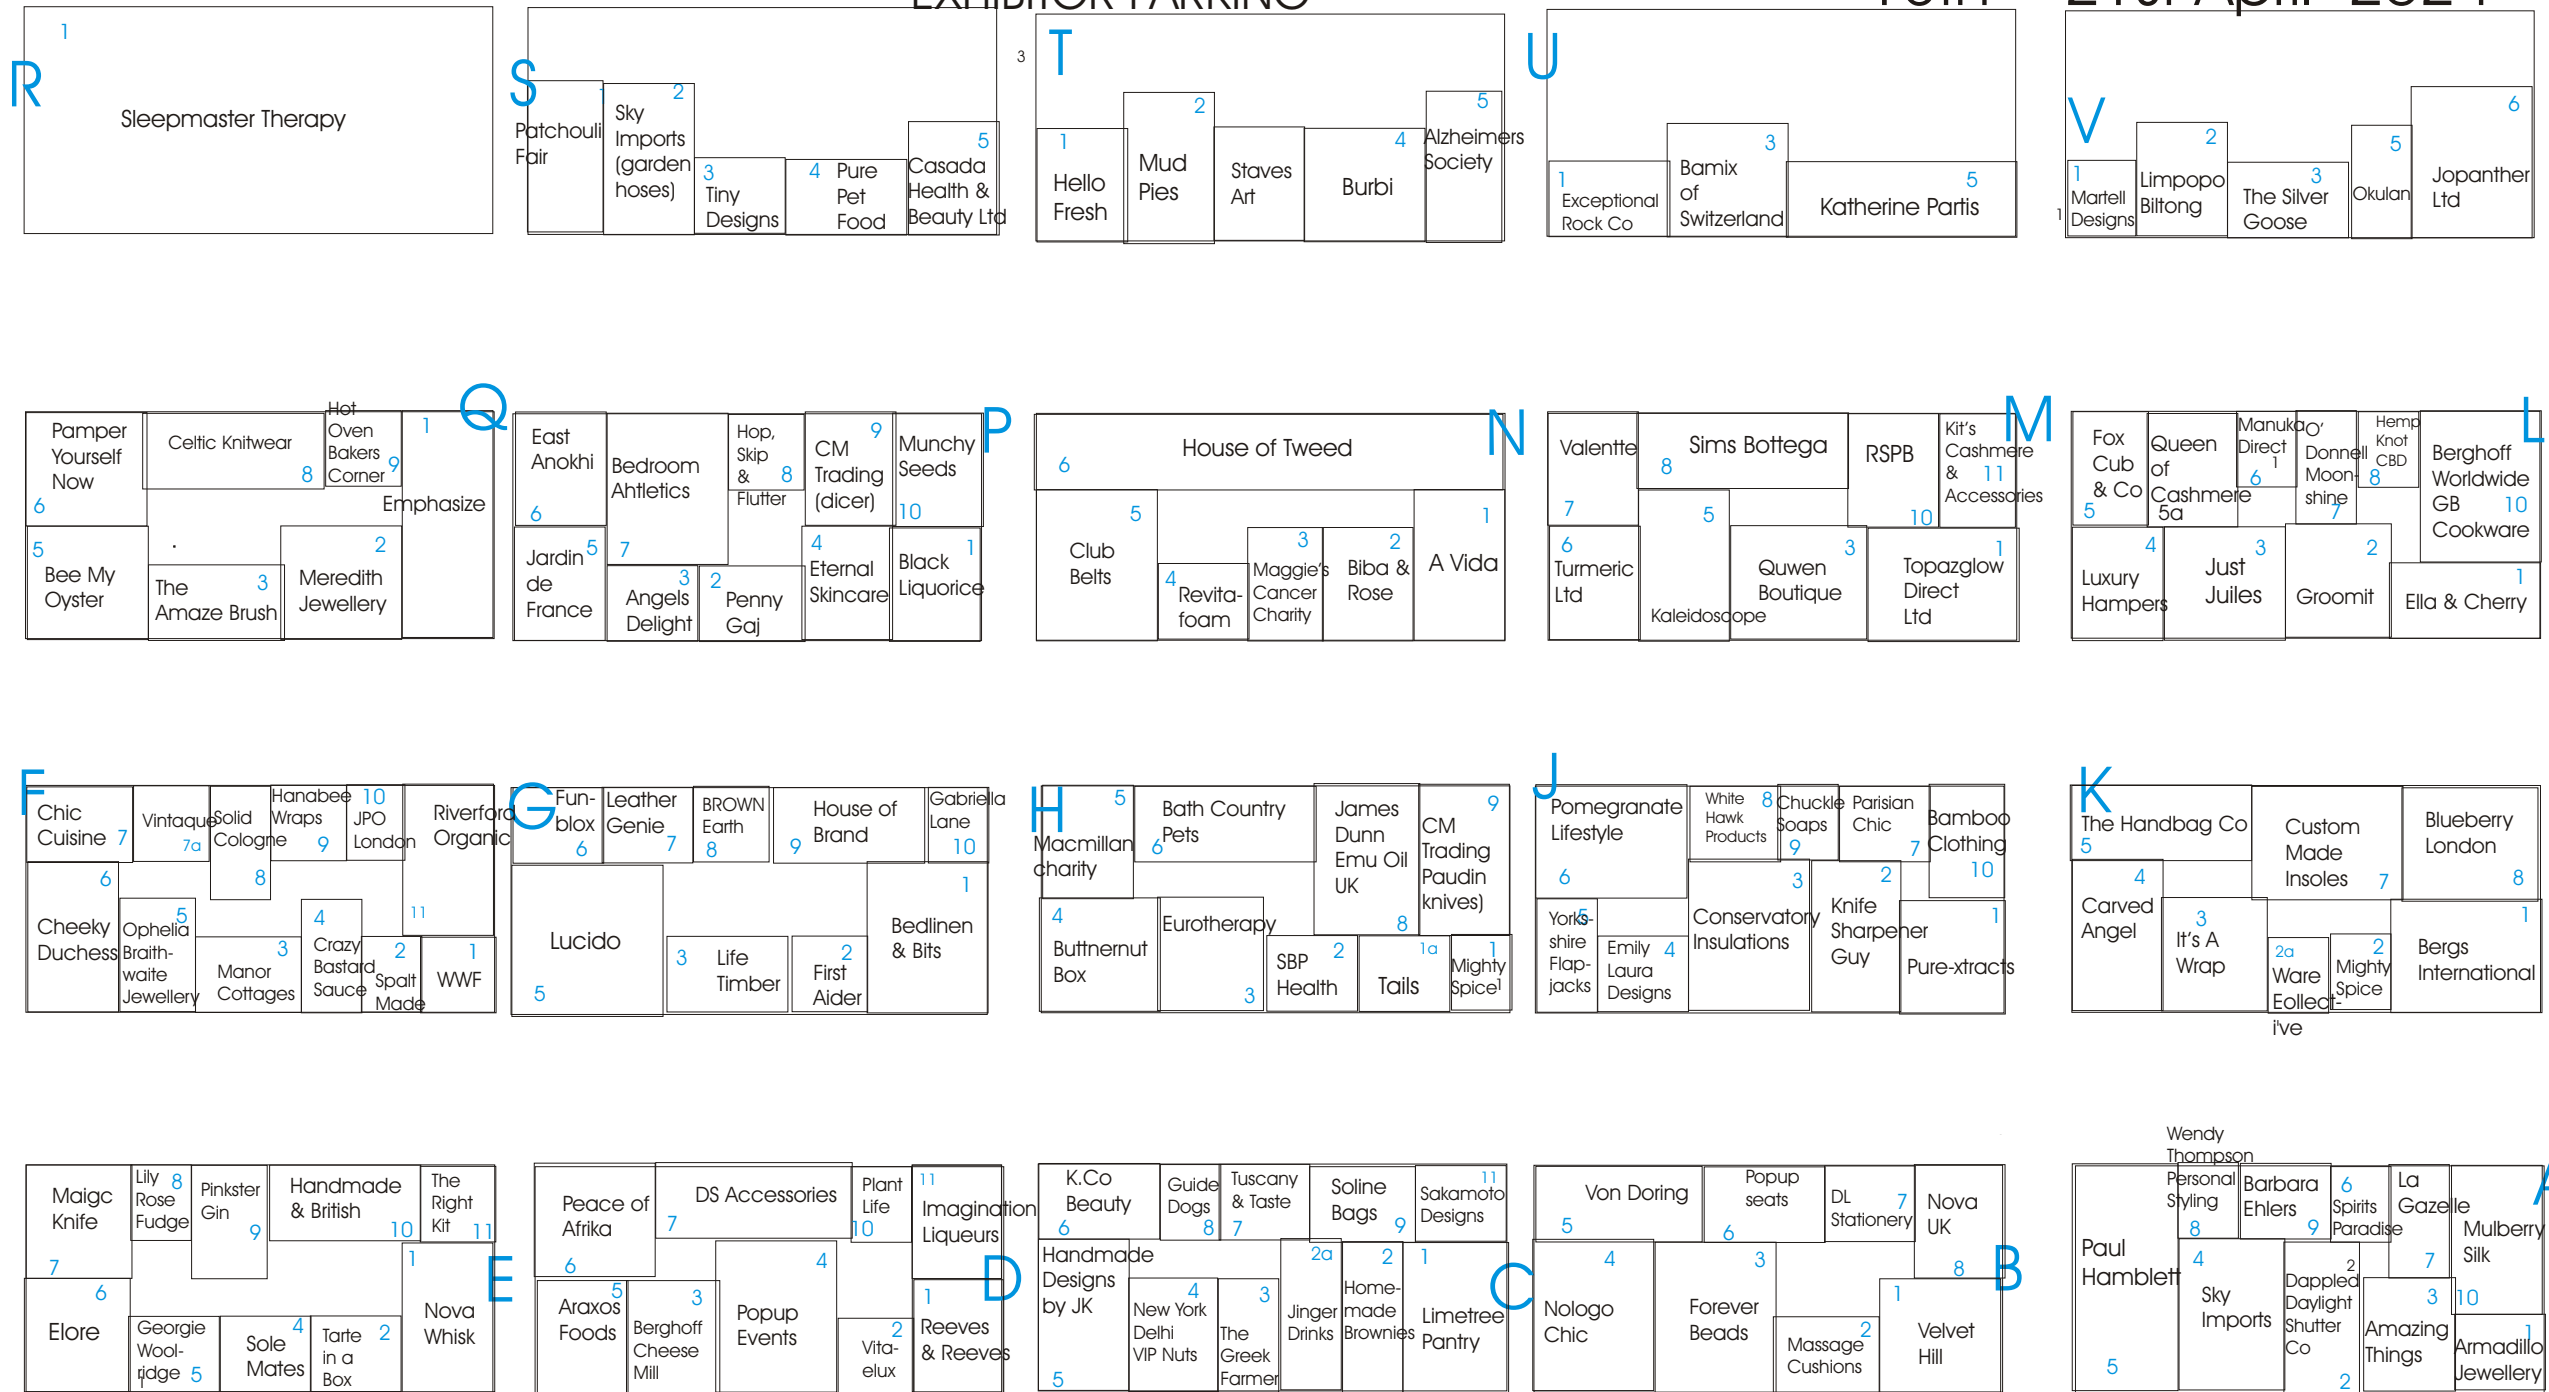 EXHIBITOR PARKING
21st April 2024
R
1
Sleepmaster Therapy
S
1
Patchouli
Fair
2
Sky
Imports
(garden
hoses)
3
Tiny
Designs
4
Pure
Pet
Food
5
Casada
Health &
Beauty Ltd
3
T
1
Hello
Fresh
2
Mud
Pies
Staves
Art
4
Burbi
5
Alzheimers
Society
U
1
Exceptional
Rock Co
3
Bamix
of
Switzerland
5
Katherine Partis
V
1
1
Martell
Designs
2
Limpopo
Biltong
3
The Silver
Goose
5
Okulan
6
Jopanther
Ltd
Q
Pamper
Yourself
Now
6
Celtic Knitwear
8
Hot
Oven
Bakers
Corner
9
1
Emphasize
5
Bee My
Oyster
The
3
Amaze Brush
2
Meredith
Jewellery
P
East
Anokhi
6
Bedroom
Ahtletics
7
Hop,
Skip
&
8
Flutter
9
CM
Trading
(dicer)
Munchy
Seeds
10
Jardin
5
de
France
3
Angels
Delight
2
Penny
Gaj
4
Eternal
Skincare
1
Black
Liquorice
N
House of Tweed
6
5
Club
Belts
4
Revita-
foam
3
Maggie's
Cancer
Charity
2
Biba &
Rose
1
A Vida
M
Valentte
7
Sims Bottega
8
RSPB
10
Kit's
Cashmere
&
11
Accessories
6
Turmeric
Ltd
5
Kaleidoscope
3
Quwen
Boutique
1
Topazglow
Direct
Ltd
L
Fox
Cub
& Co
5
Queen
of
Cashmere
5a
Manuka
Direct
1
6
O'
Donnell
Moon-
shine
7
Hemp
Knot
CBD
8
Berghoff
Worldwide
GB
10
Cookware
4
Luxury
Hampers
3
Just
Juiles
2
Groomit
1
Ella & Cherry
F
Chic
Cuisine
7
Vintaque
7a
Solid
Cologne
8
Hanabee
Wraps
9
10
JPO
London
Riverford
Organic
11
6
Cheeky
Duchess
5
Ophelia
Braith-
waite
Jewellery
3
Manor
Cottages
4
Crazy
Bastard
Sauce
2
Spalt
Made
1
WWF
G
Fun-
blox
6
Leather
Genie
7
BROWN
Earth
8
House of
Brand
9
Gabriella
Lane
10
Lucido
5
3
Life
Timber
2
First
Aider
1
Bedlinen
& Bits
H
5
Macmillan
charity
Bath Country
Pets
6
James
Dunn
Emu Oil
UK
8
9
CM
Trading
Paudin
knives)
4
Buttnernut
Box
Eurotherapy
3
2
SBP
Health
1a
Tails
1
Mighty
Spice
1
J
Pomegranate
Lifestyle
6
White
Hawk
Products
8
Chuckle
Soaps
9
Parisian
Chic
7
Bamboo
Clothing
10
5
Yorks-
shire
Flap-
jacks
Emily
Laura
Designs
4
3
Conservatory
Insulations
2
Knife
Sharpener
Guy
1
Pure-xtracts
K
The Handbag Co
5
Custom
Made
Insoles
7
Blueberry
London
8
4
Carved
Angel
3
It's A
Wrap
2a
Ware
Eollect-
i've
2
Mighty
Spice
1
Bergs
International
E
Maigc
Knife
7
Lily
Rose
Fudge
8
Pinkster
Gin
9
Handmade
& British
10
The
Right
Kit
11
6
Elore
Georgie
Wool-
ridge
5
4
Sole
Mates
Tarte
in a
Box
2
1
Nova
Whisk
D
Peace of
Afrika
6
DS Accessories
7
Plant
Life
10
11
Imagination
Liqueurs
5
Araxos
Foods
3
Berghoff
Cheese
Mill
4
Popup
Events
2
Vita-
elux
1
Reeves
& Reeves
C
K.Co
Beauty
6
Guide
Dogs
8
Tuscany
& Taste
7
Soline
Bags
9
11
Sakamoto
Designs
Handmade
Designs
by JK
5
4
New York
Delhi
VIP Nuts
3
The
Greek
Farmer
2a
Jinger
Drinks
2
Home-
made
Brownies
1
Limetree
Pantry
B
Von Doring
5
Popup
seats
6
DL
Stationery
7
Nova
UK
8
4
Nologo
Chic
3
Forever
Beads
2
Massage
Cushions
1
Velvet
Hill
A
Wendy
Thompson
Personal
Styling
8
Barbara
Ehlers
9
6
Spirits
Paradise
La
Gazelle
7
Mulberry
Silk
10
Paul
Hamblett
5
4
Sky
Imports
2
Dappled
Daylight
Shutter
Co
2
3
Amazing
Things
1
Armadillo
Jewellery